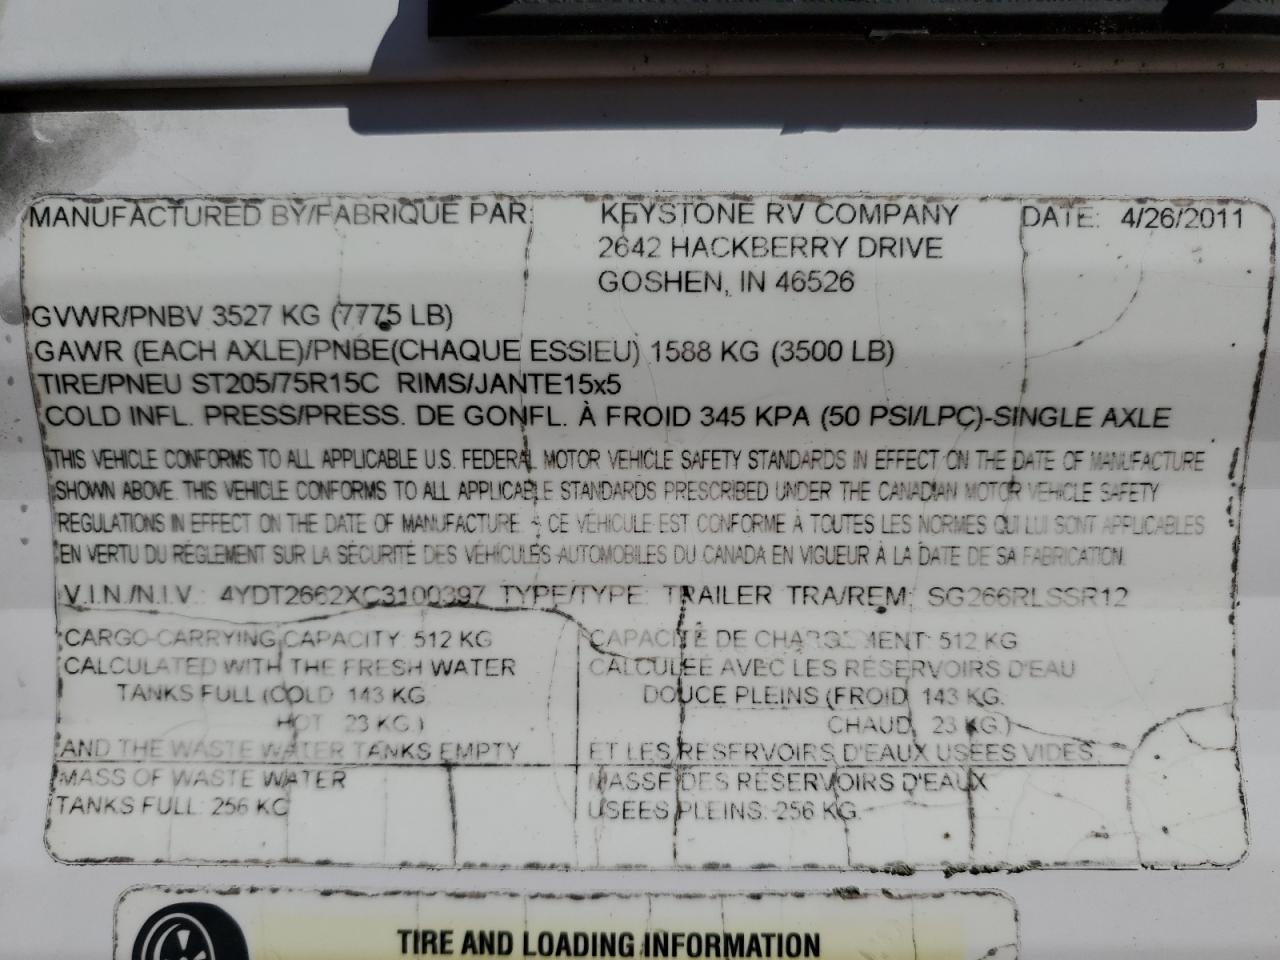 MANUFACTURED BY/FABRIQUE PAR: KEYSTONE RV COMPANY DATE: 4/26/2011
2642 HACKBERRY DRIVE
GOSHEN, IN 46526
GVWR/PNBV 3527 KG (7775 LB)
GAWR (EACH AXLE)/PNBE(CHAQUE ESSIEU) 1588 KG (3500 LB)
TIRE/PNEU ST205/75R15C RIMS/JANTE15x5
COLD INFL. PRESS/PRESS. DE GONFL. À FROID 345 KPA (50 PSI/LPC)-SINGLE AXLE
THIS VEHICLE CONFORMS TO ALL APPLICABLE U.S. FEDERAL MOTOR VEHICLE SAFETY STANDARDS IN EFFECT ON THE DATE OF MANUFACTURE
SHOWN ABOVE. THIS VEHICLE CONFORMS TO ALL APPLICABLE STANDARDS PRESCRIBED UNDER THE CANADIAN MOTOR VEHICLE SAFETY
REGULATIONS IN EFFECT ON THE DATE OF MANUFACTURE. - CE VÉHICULE EST CONFORME À TOUTES LES NORMES QUI LUI SONT APPLICABLES
EN VERTU DU RÈGLEMENT SUR LA SÉCURITÉ DES VÉHICULES AUTOMOBILES DU CANADA EN VIGUEUR À LA DATE DE SA FABRICATION.
V.I.N./N.I.V.: 4YDT2662XC3100397 TYPE/TYPE: TRAILER TRA/REM: SG266RLSSR12
CARGO-CARRYING CAPACITY: 512 KG
CALCULATED WITH THE FRESH WATER
TANKS FULL (COLD 143 KG.
HOT 23 KG.)
AND THE WASTE WATER TANKS EMPTY
CAPACITÉ DE CHARGEMENT: 512 KG
CALCULÉE AVEC LES RÉSERVOIRS D'EAU
DOUCE PLEINS (FROID 143 KG.
CHAUD 23 KG.)
ET LES RÉSERVOIRS D'EAUX USÉES VIDES.
MASS OF WASTE WATER
TANKS FULL: 256 KG
MASSE DES RÉSERVOIRS D'EAUX
USÉES PLEINS: 256 KG.
TIRE AND LOADING INFORMATION